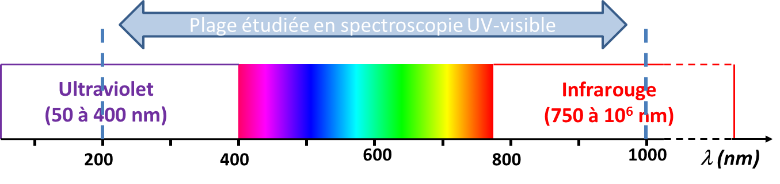 Plage étudiée en spectroscopie UV-visible
Ultraviolet
(50 à 400 nm)
Infrarouge
(750 à 10⁶ nm)
200 400 600 800 1000 λ (nm)